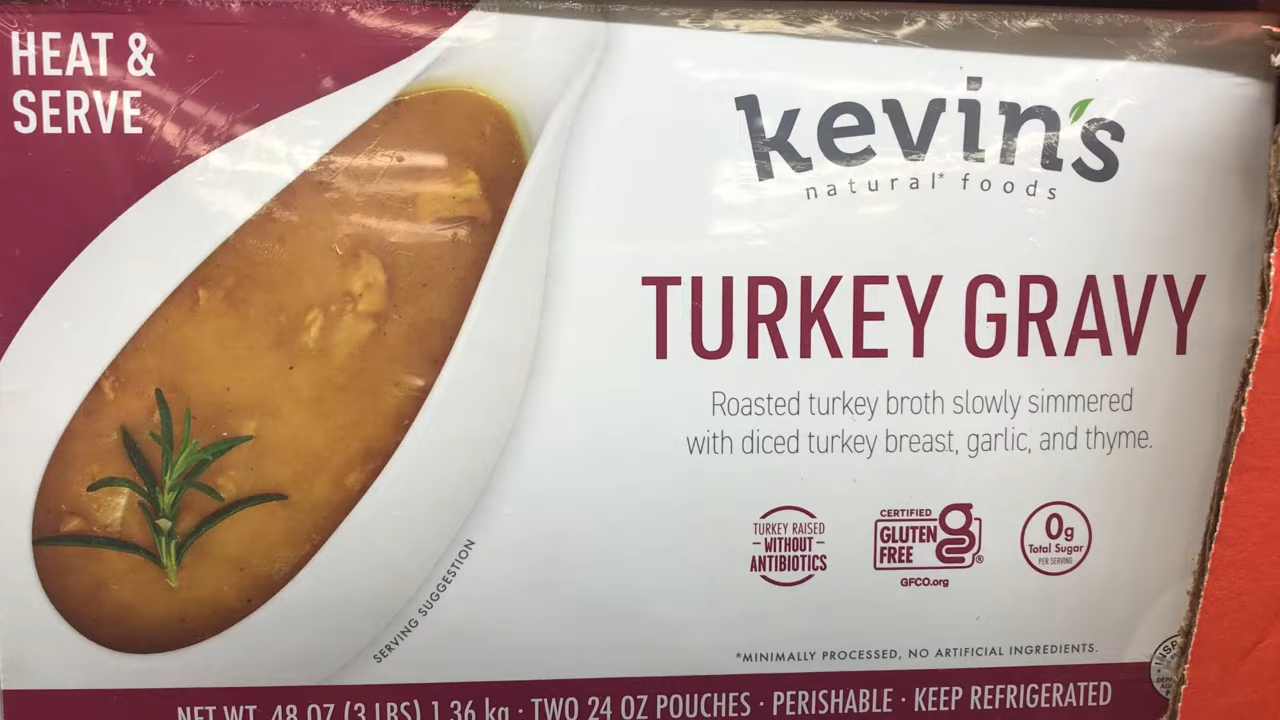 HEAT &
SERVE
kevin's
natural* foods
TURKEY GRAVY
Roasted turkey broth slowly simmered
with diced turkey breast, garlic, and thyme.
TURKEY RAISED
WITHOUT
ANTIBIOTICS
CERTIFIED
GLUTEN
FREE
®
GFCO.org
0g
Total Sugar
PER SERVING
SERVING SUGGESTION
*MINIMALLY PROCESSED, NO ARTIFICIAL INGREDIENTS.
NET WT. 48 OZ (3 LBS) 1.36 kg · TWO 24 OZ POUCHES · PERISHABLE · KEEP REFRIGERATED